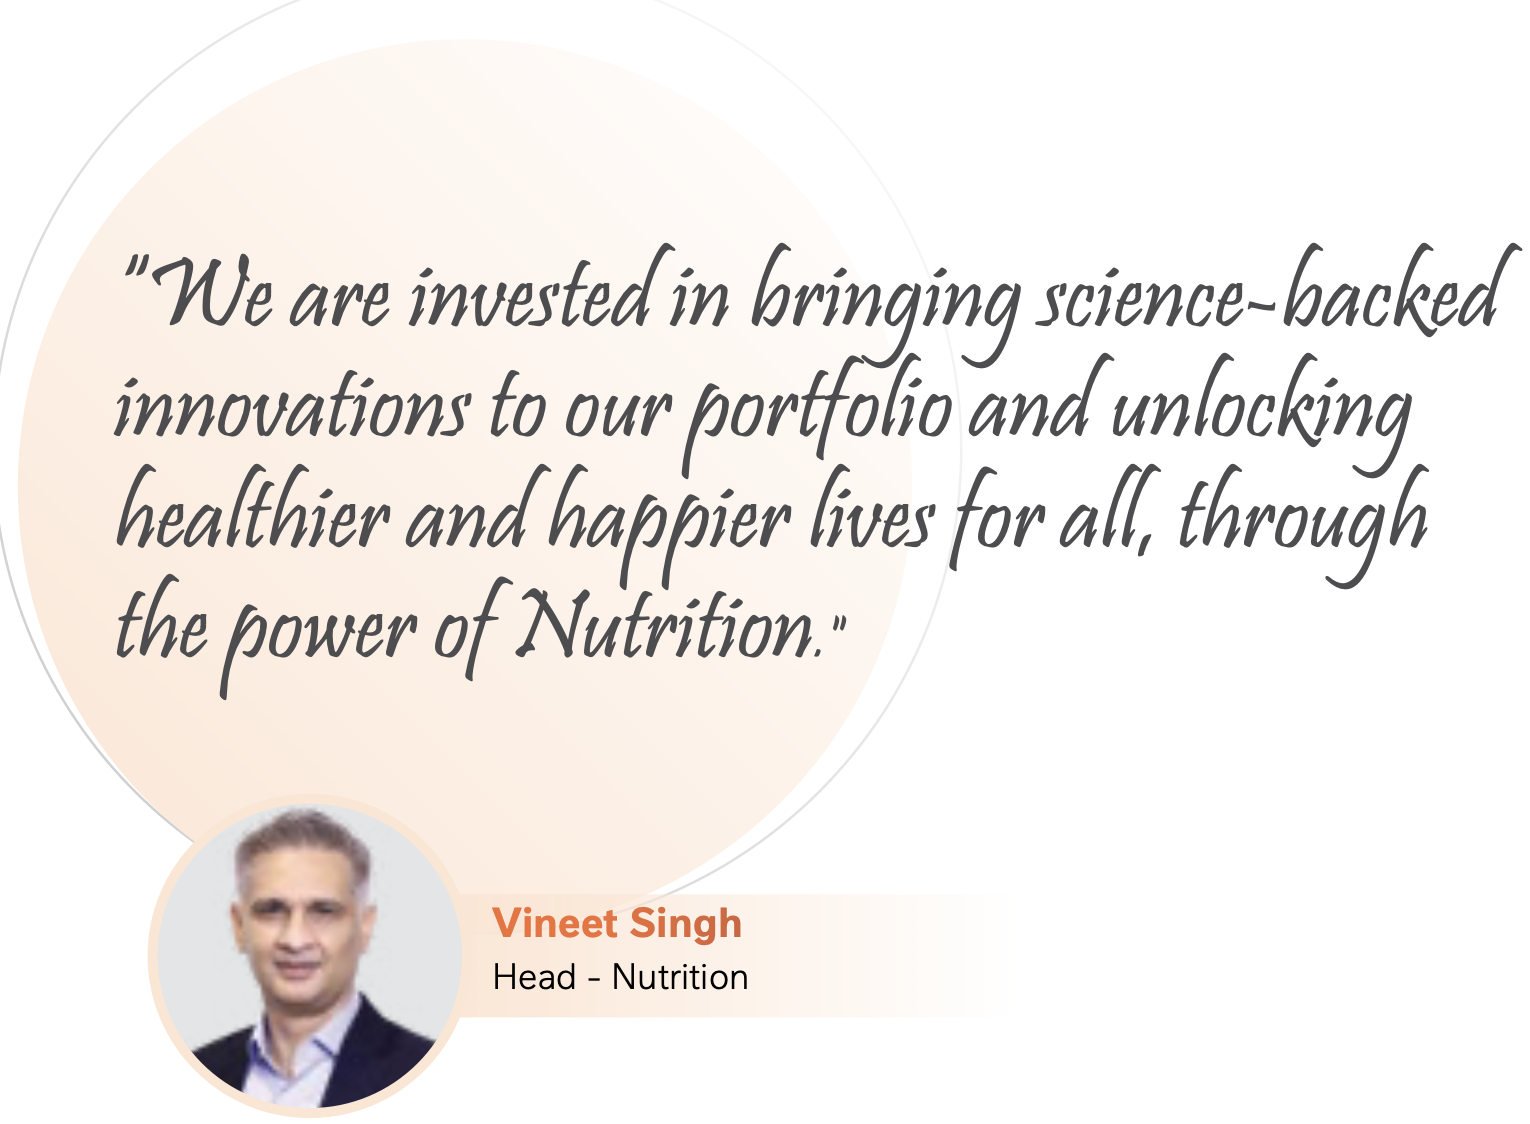 "We are invested in bringing science-backed
innovations to our portfolio and unlocking
healthier and happier lives for all, through
the power of Nutrition."
Vineet Singh
Head - Nutrition